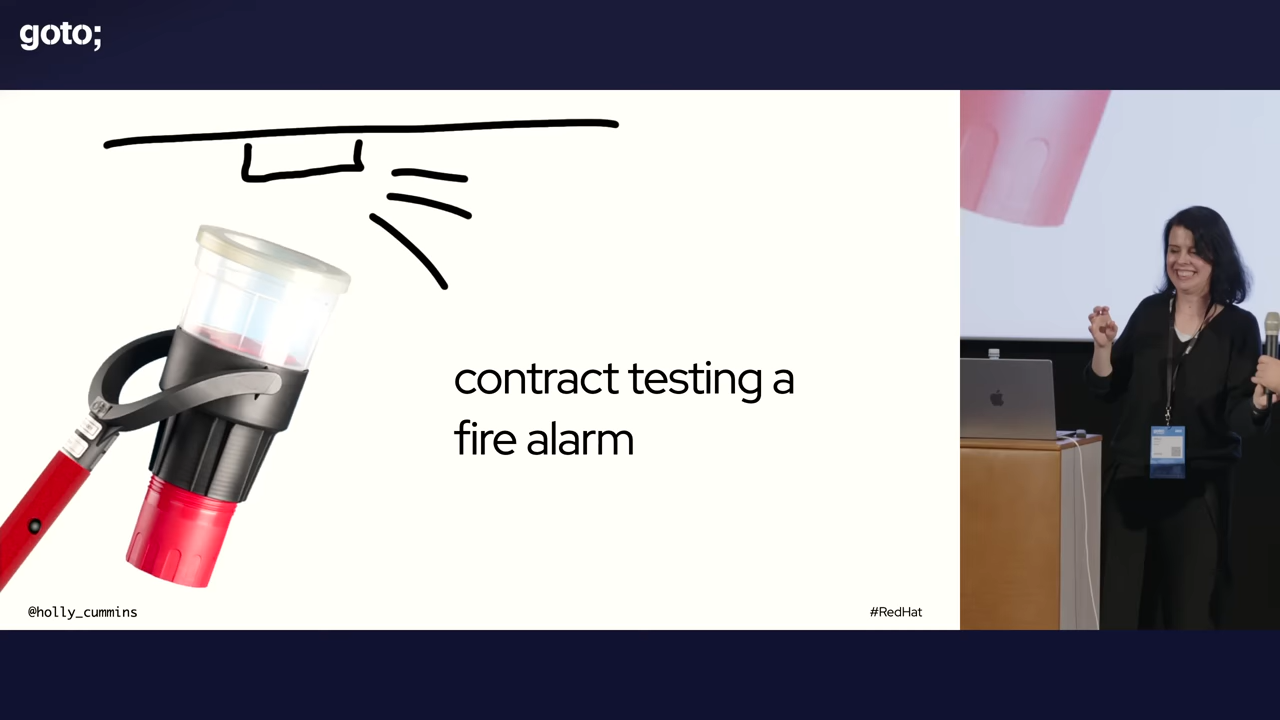 goto;
contract testing a
fire alarm
@holly_cummins
#RedHat